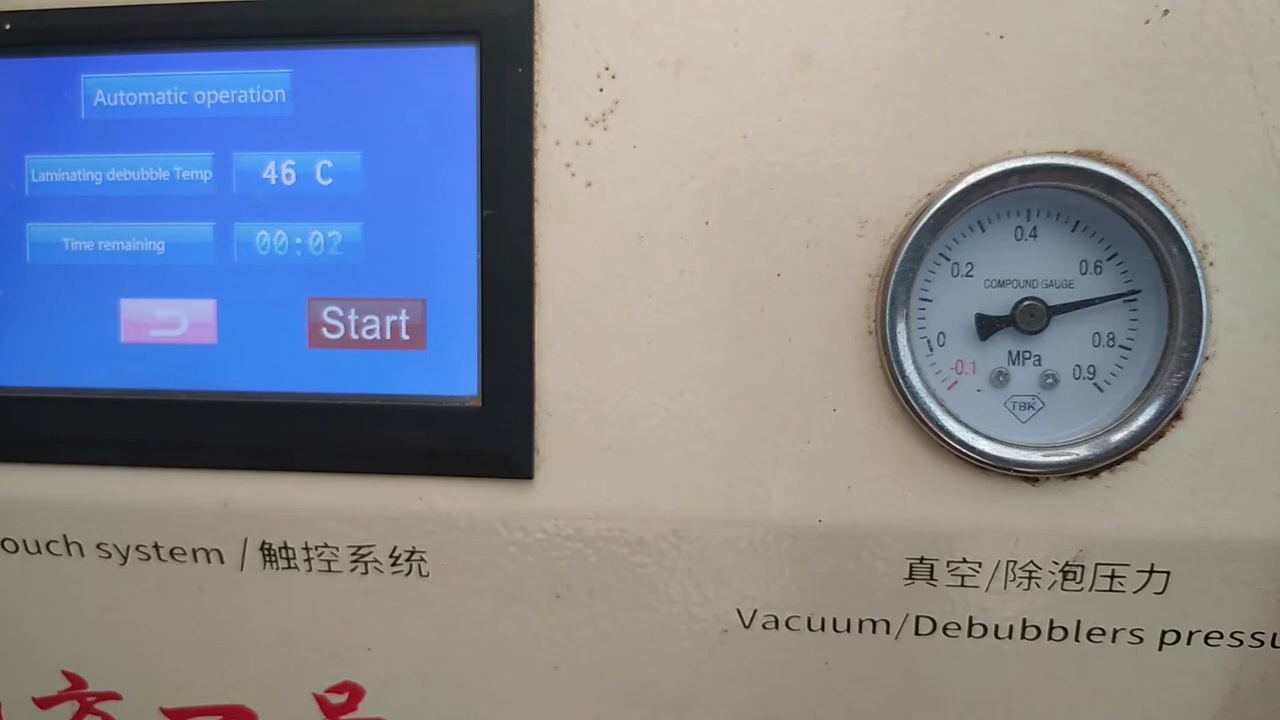 Automatic operation
Laminating debubble Temp
46 C
Time remaining
00:02
Start
0.4
0.2
0.6
COMPOUND GAUGE
0
0.8
-0.1
MPa
0.9
TBK
ouch system / 触控系统
真空/除泡压力
Vacuum/Debubblers pressu